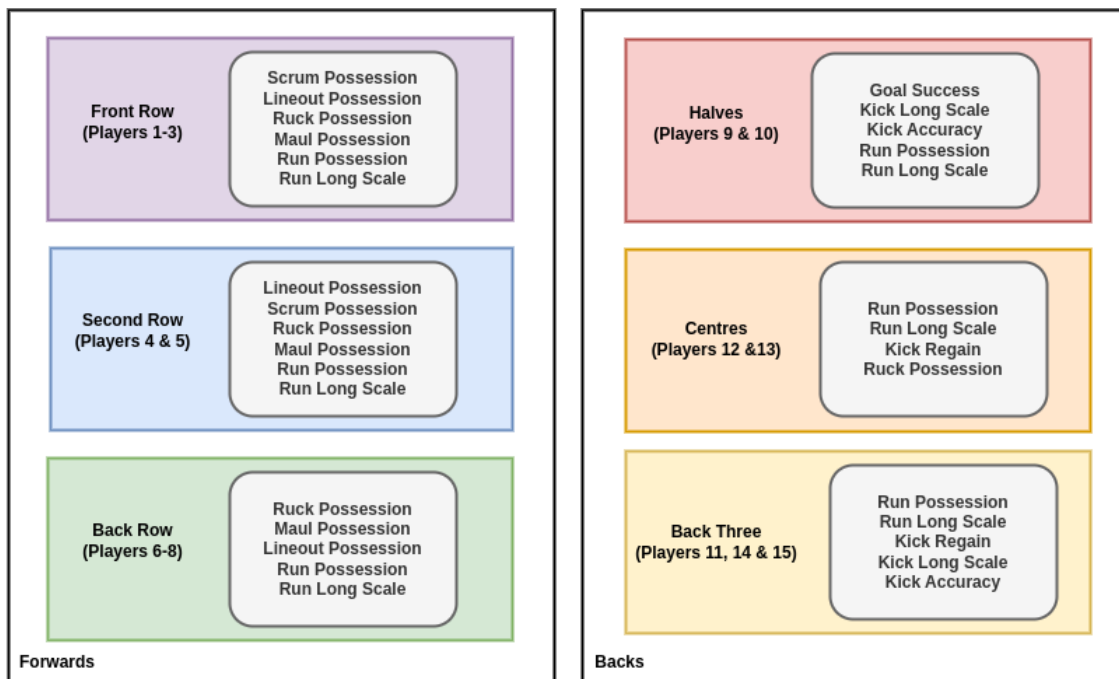 Front Row
(Players 1-3)
Scrum Possession
Lineout Possession
Ruck Possession
Maul Possession
Run Possession
Run Long Scale
Second Row
(Players 4 & 5)
Lineout Possession
Scrum Possession
Ruck Possession
Maul Possession
Run Possession
Run Long Scale
Back Row
(Players 6-8)
Ruck Possession
Maul Possession
Lineout Possession
Run Possession
Run Long Scale
Forwards
Halves
(Players 9 & 10)
Goal Success
Kick Long Scale
Kick Accuracy
Run Possession
Run Long Scale
Centres
(Players 12 &13)
Run Possession
Run Long Scale
Kick Regain
Ruck Possession
Back Three
(Players 11, 14 & 15)
Run Possession
Run Long Scale
Kick Regain
Kick Long Scale
Kick Accuracy
Backs